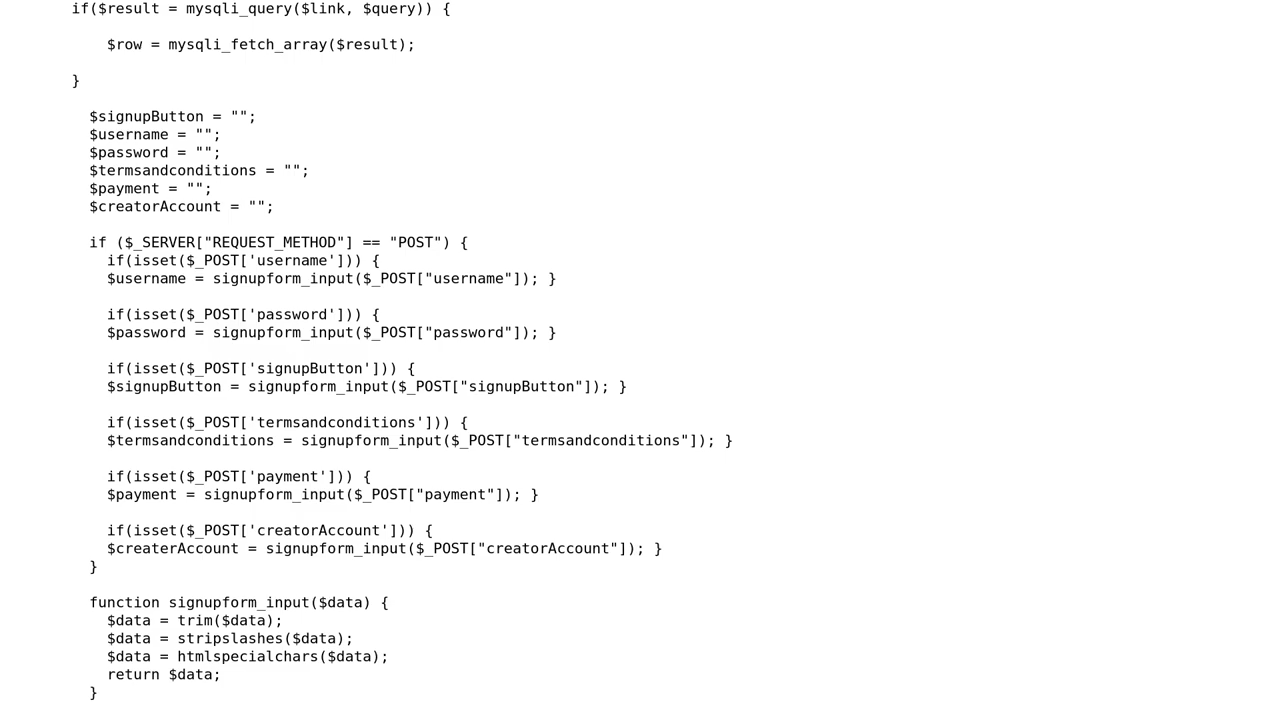 if($result = mysqli_query($link, $query)) {
$row = mysqli_fetch_array($result);
}
$signupButton = "";
$username = "";
$password = "";
$termsandconditions = "";
$payment = "";
$creatorAccount = "";
if ($_SERVER["REQUEST_METHOD"] == "POST") {
if(isset($_POST['username'])) {
$username = signupform_input($_POST["username"]); }
if(isset($_POST['password'])) {
$password = signupform_input($_POST["password"]); }
if(isset($_POST['signupButton'])) {
$signupButton = signupform_input($_POST["signupButton"]); }
if(isset($_POST['termsandconditions'])) {
$termsandconditions = signupform_input($_POST["termsandconditions"]); }
if(isset($_POST['payment'])) {
$payment = signupform_input($_POST["payment"]); }
if(isset($_POST['creatorAccount'])) {
$createrAccount = signupform_input($_POST["creatorAccount"]); }
}
function signupform_input($data) {
$data = trim($data);
$data = stripslashes($data);
$data = htmlspecialchars($data);
return $data;
}